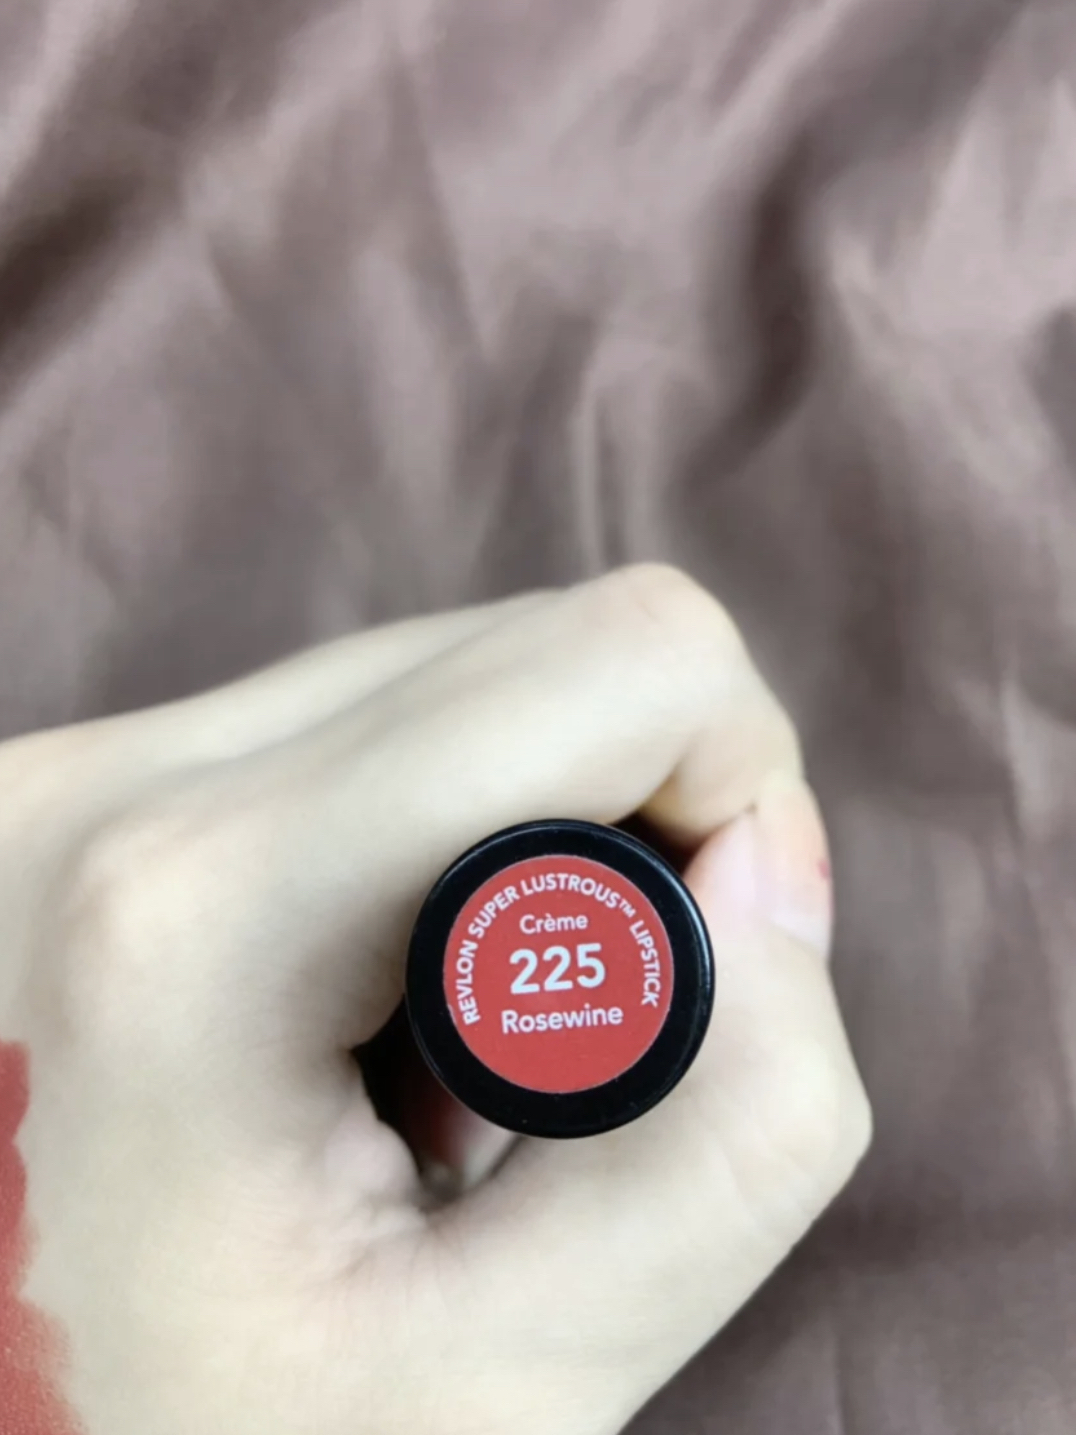 REVLON SUPER LUSTROUS™ LIPSTICK
Crème
225
Rosewine